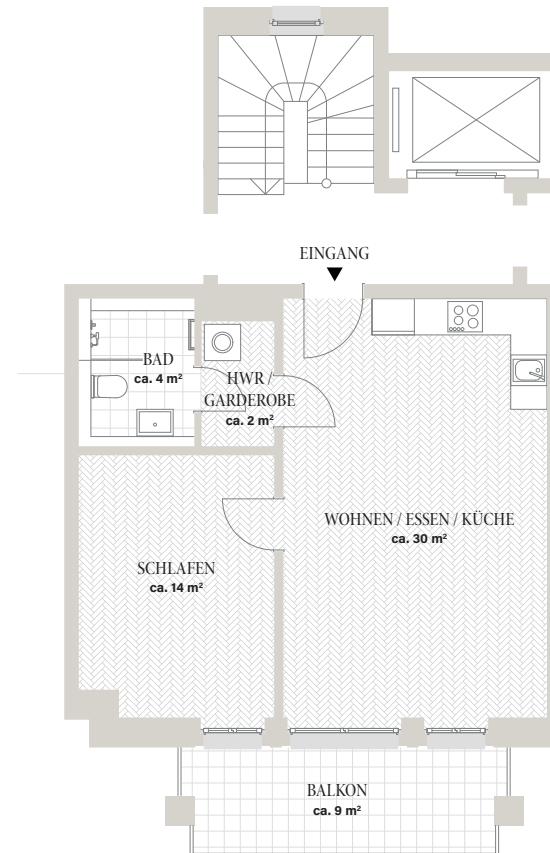 EINGANG
BAD
ca. 4 m²
HWR /
GARDEROBE
ca. 2 m²
WOHNEN / ESSEN / KÜCHE
ca. 30 m²
SCHLAFEN
ca. 14 m²
BALKON
ca. 9 m²